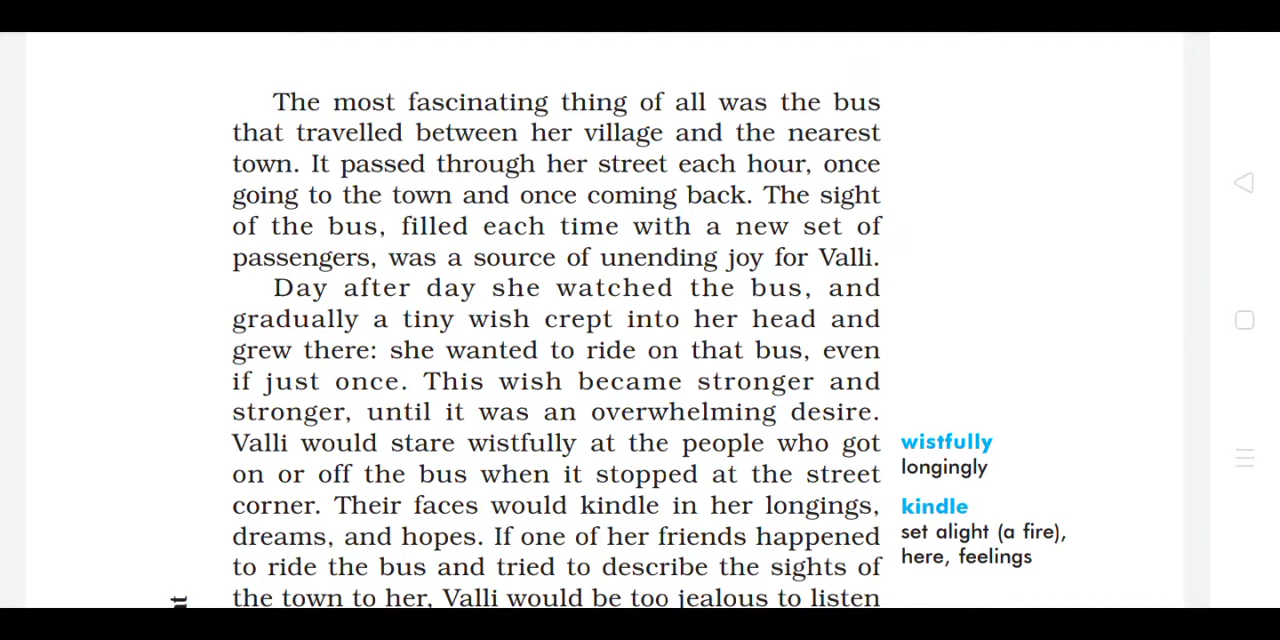 The most fascinating thing of all was the bus
that travelled between her village and the nearest
town. It passed through her street each hour, once
going to the town and once coming back. The sight
of the bus, filled each time with a new set of
passengers, was a source of unending joy for Valli.
Day after day she watched the bus, and
gradually a tiny wish crept into her head and
grew there: she wanted to ride on that bus, even
if just once. This wish became stronger and
stronger, until it was an overwhelming desire.
Valli would stare wistfully at the people who got
on or off the bus when it stopped at the street
corner. Their faces would kindle in her longings,
dreams, and hopes. If one of her friends happened
to ride the bus and tried to describe the sights of
the town to her, Valli would be too jealous to listen
wistfully
longingly
kindle
set alight (a fire),
here, feelings